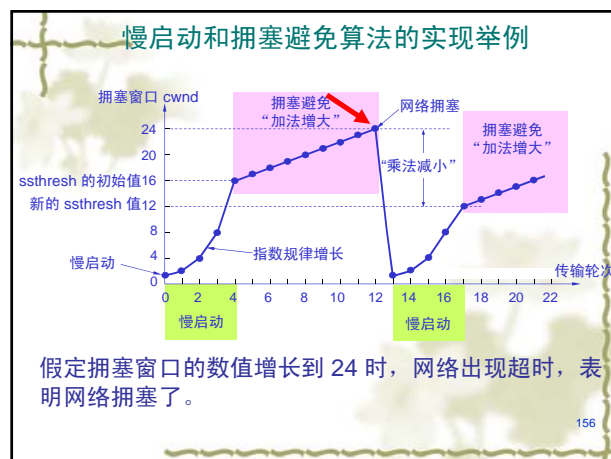 慢启动和拥塞避免算法的实现举例
拥塞窗口 cwnd
拥塞避免
“加法增大”
网络拥塞
拥塞避免
“加法增大”
“乘法减小”
24
20
ssthresh 的初始值16
新的 ssthresh 值12
8
4
0
慢启动
指数规律增长
传输轮次
0 2 4 6 8 10 12 14 16 18 20 22
慢启动
慢启动
假定拥塞窗口的数值增长到 24 时，网络出现超时，表
明网络拥塞了。
156